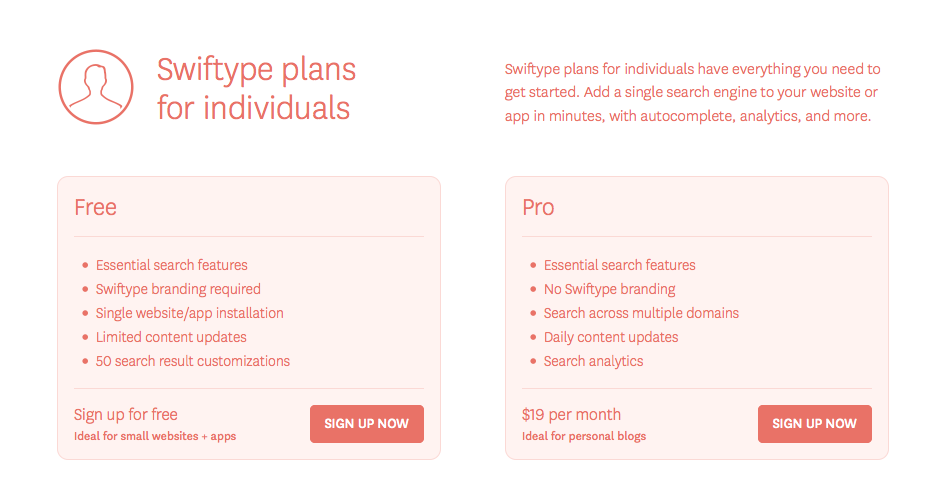 Swiftype plans
for individuals
Swiftype plans for individuals have everything you need to
get started. Add a single search engine to your website or
app in minutes, with autocomplete, analytics, and more.
Free
Essential search features
Swiftype branding required
Single website/app installation
Limited content updates
50 search result customizations
Sign up for free
Ideal for small websites + apps
SIGN UP NOW
Pro
Essential search features
No Swiftype branding
Search across multiple domains
Daily content updates
Search analytics
$19 per month
Ideal for personal blogs
SIGN UP NOW